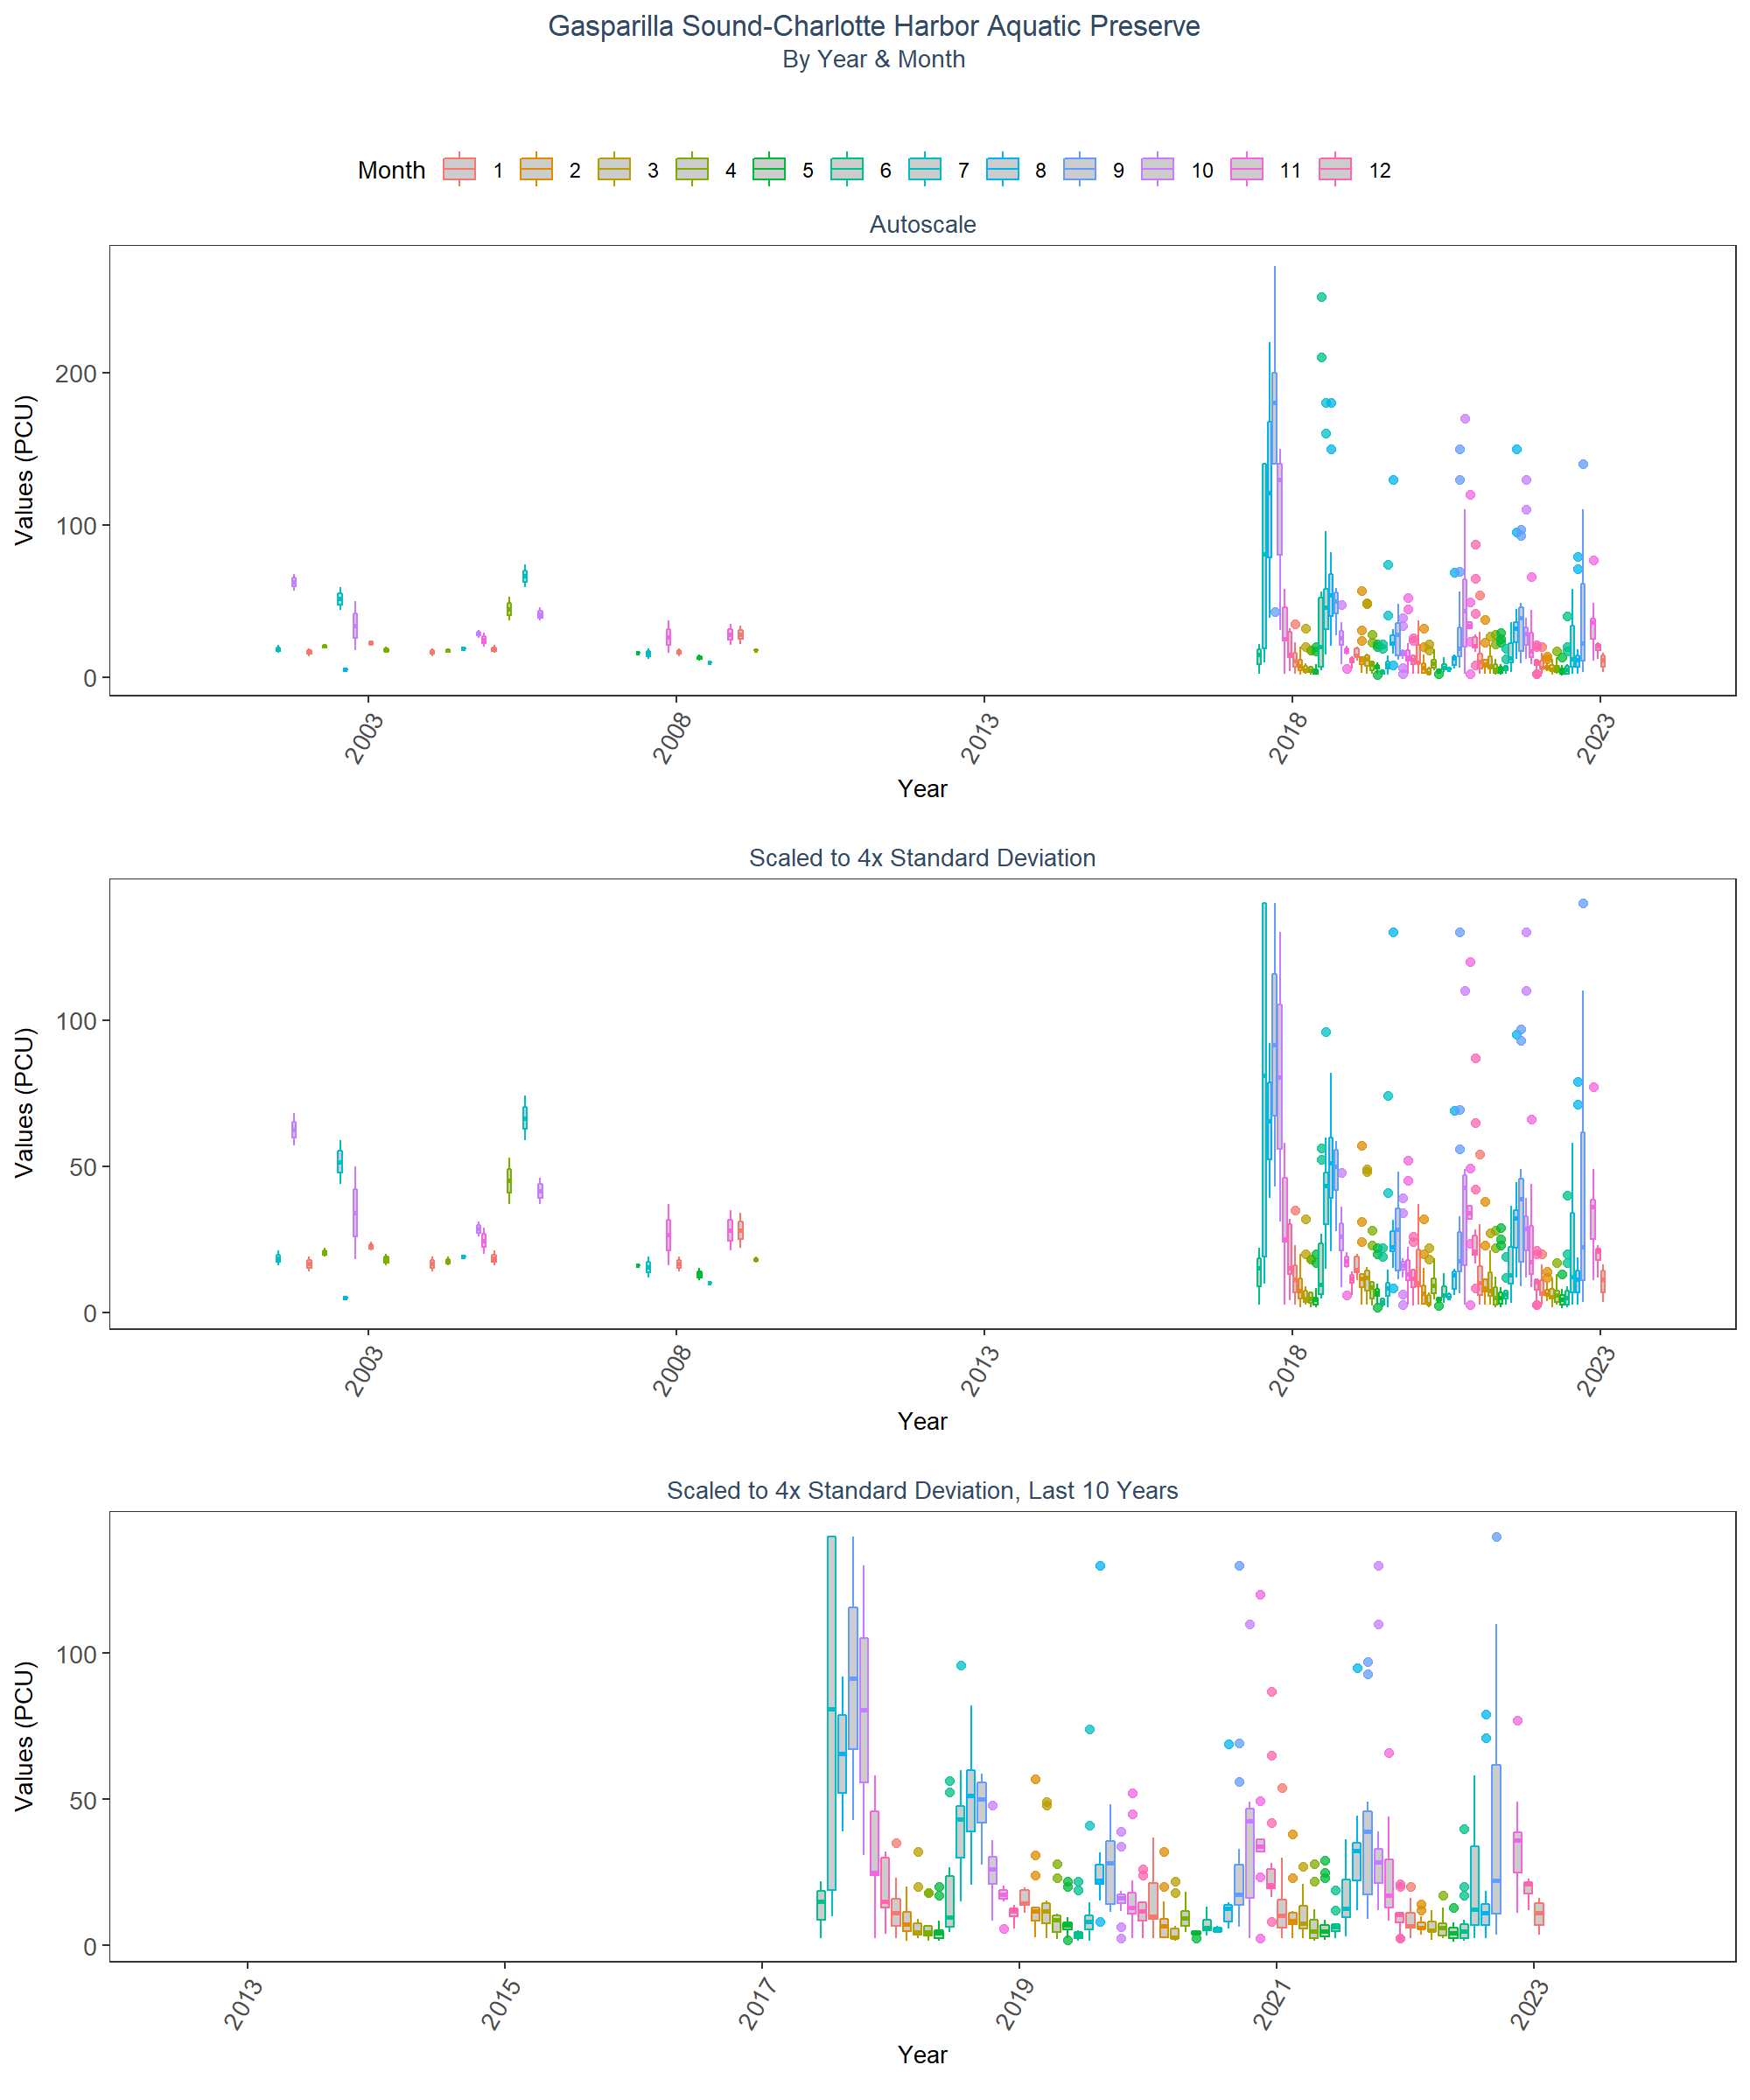 Gasparilla Sound-Charlotte Harbor Aquatic Preserve
By Year & Month
Month 1 2 3 4 5 6 7 8 9 10 11 12
Autoscale
Values (PCU)
200
100
0
2003 2008 2013 2018 2023
Year
Scaled to 4x Standard Deviation
Values (PCU)
100
50
0
2003 2008 2013 2018 2023
Year
Scaled to 4x Standard Deviation, Last 10 Years
Values (PCU)
100
50
0
2013 2015 2017 2019 2021 2023
Year